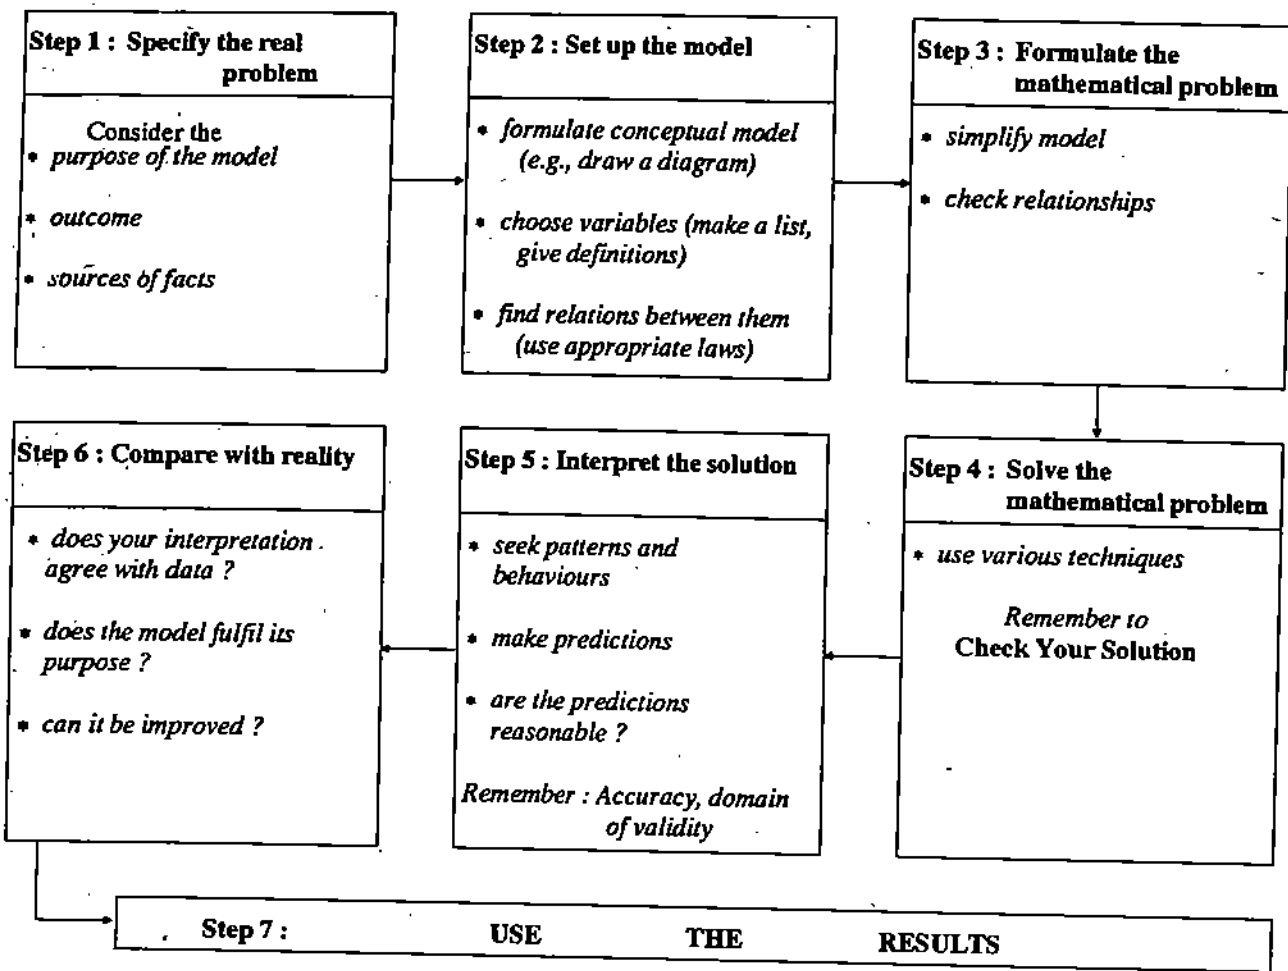 Step 1 : Specify the real
problem
Consider the
* purpose of the model
* outcome
* sources of facts
Step 2 : Set up the model
* formulate conceptual model
(e.g., draw a diagram)
* choose variables (make a list,
give definitions)
* find relations between them
(use appropriate laws)
Step 3 : Formulate the
mathematical problem
* simplify model
* check relationships
Step 4 : Solve the
mathematical problem
* use various techniques
Remember to
Check Your Solution
Step 5 : Interpret the solution
* seek patterns and
behaviours
* make predictions
* are the predictions
reasonable ?
Remember : Accuracy, domain
of validity
Step 6 : Compare with reality
* does your interpretation
agree with data ?
* does the model fulfil its
purpose ?
* can it be improved ?
Step 7 : USE THE RESULTS